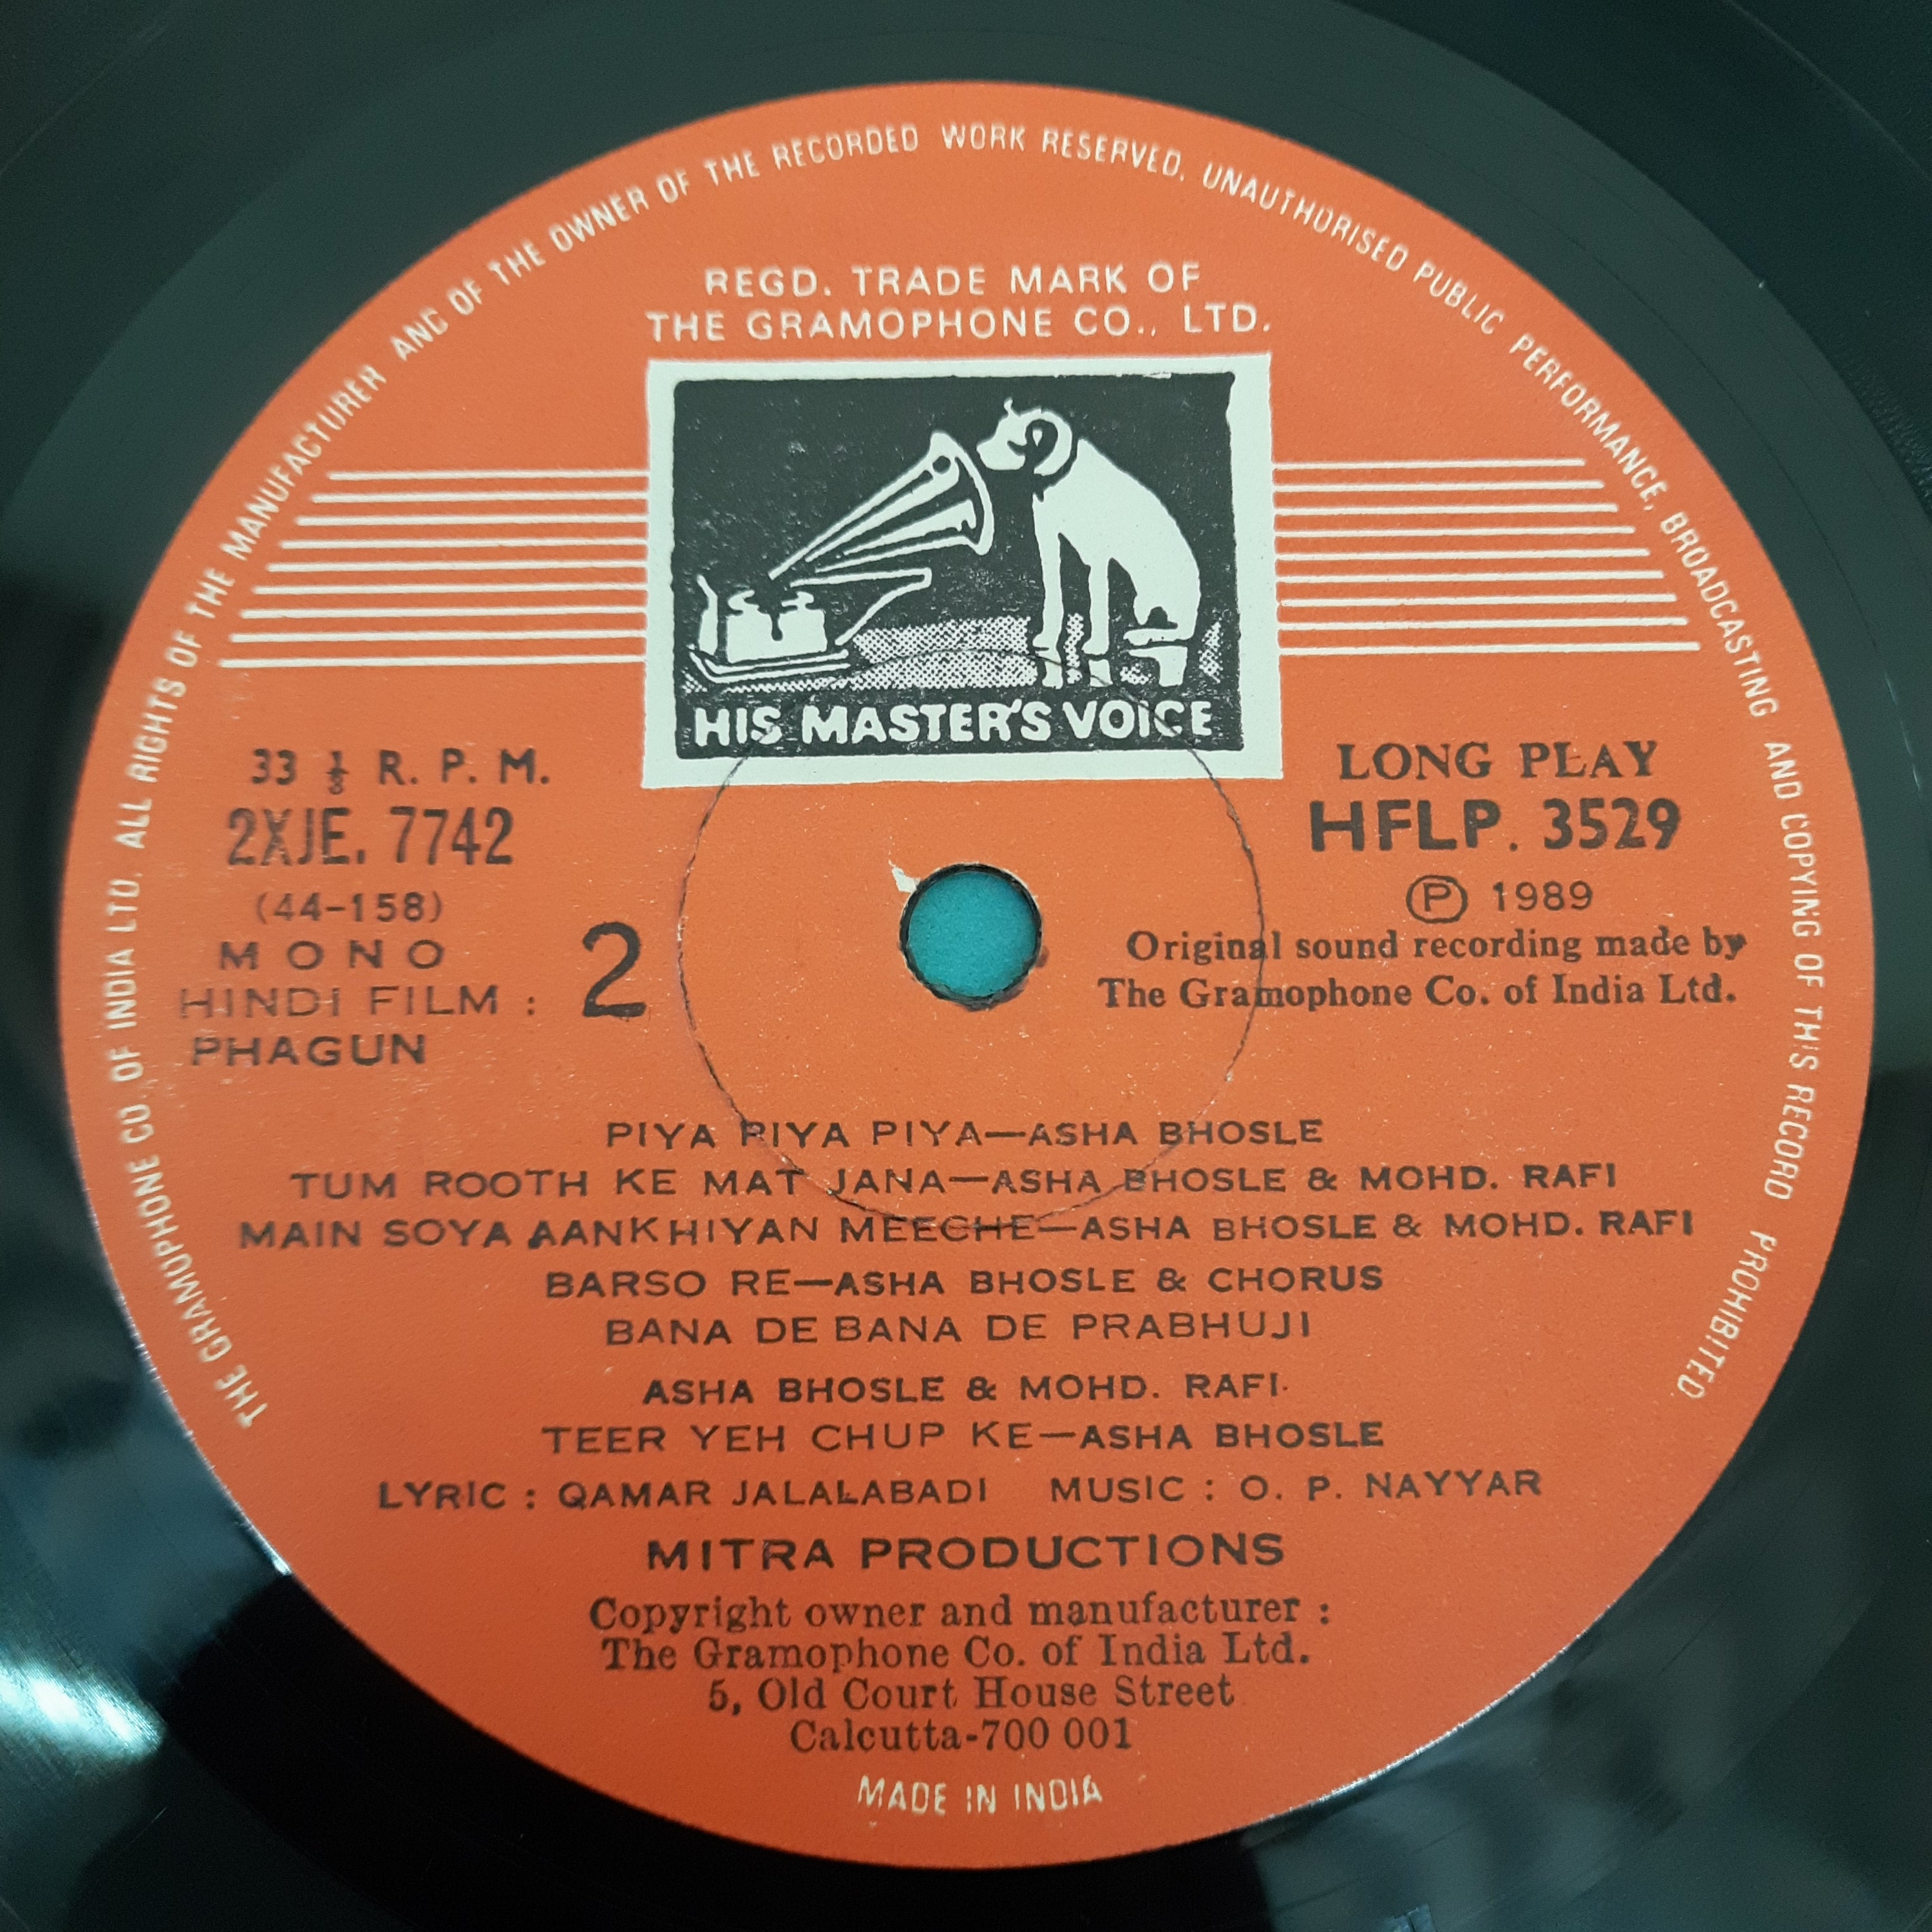 THE GRAMOPHONE CO. OF INDIA LTD. ALL RIGHTS OF THE MANUFACTURER AND OF THE OWNER OF THE RECORDED WORK RESERVED. UNAUTHORISED PUBLIC PERFORMANCE, BROADCASTING AND COPYING OF THIS RECORD PROHIBITED
REGD. TRADE MARK OF
THE GRAMOPHONE CO., LTD.
HIS MASTER'S VOICE
33 ⅓ R. P. M.
2XJE. 7742
(44-158)
MONO
HINDI FILM :
PHAGUN
2
LONG PLAY
HFLP. 3529
Ⓟ 1989
Original sound recording made by
The Gramophone Co. of India Ltd.
PIYA PIYA PIYA—ASHA BHOSLE
TUM ROOTH KE MAT JANA—ASHA BHOSLE & MOHD. RAFI
MAIN SOYA AANKHIYAN MEECHE—ASHA BHOSLE & MOHD. RAFI
BARSO RE—ASHA BHOSLE & CHORUS
BANA DE BANA DE PRABHUJI
ASHA BHOSLE & MOHD. RAFI.
TEER YEH CHUP KE—ASHA BHOSLE
LYRIC : QAMAR JALALABADI MUSIC : O. P. NAYYAR
MITRA PRODUCTIONS
Copyright owner and manufacturer :
The Gramophone Co. of India Ltd.
5, Old Court House Street
Calcutta-700 001
MADE IN INDIA